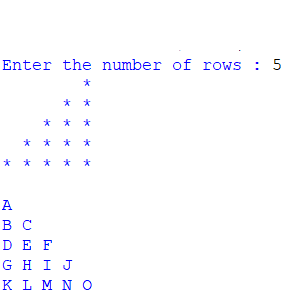 Enter the number of rows : 5
        *
      * *
    * * *
  * * * *
* * * * *

A
B C
D E F
G H I J
K L M N O